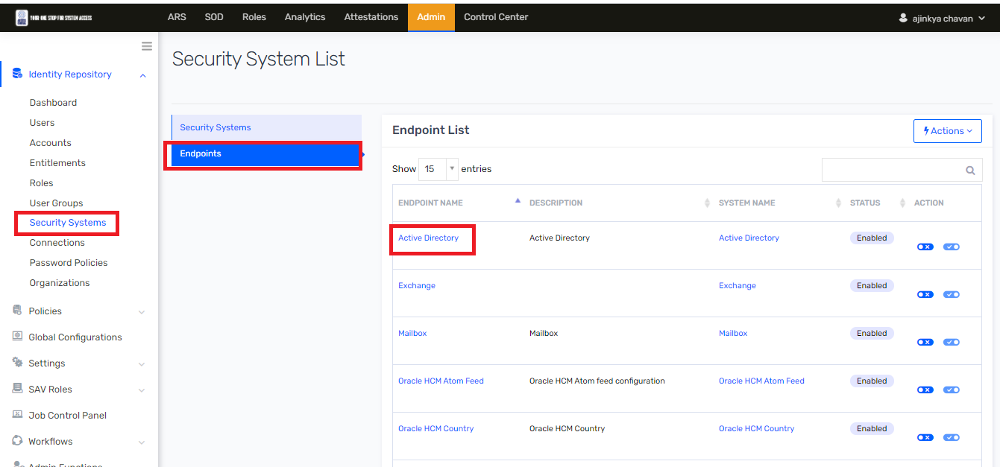 YOUR ONE STOP FOR SYSTEM ACCESS
ARS SOD Roles Analytics Attestations Admin Control Center
ajinkya chavan
Security System List
Identity Repository
Dashboard
Users
Accounts
Entitlements
Roles
User Groups
Security Systems
Connections
Password Policies
Organizations
Policies
Global Configurations
Settings
SAV Roles
Job Control Panel
Workflows
Admin Functions
Security Systems
Endpoints
Endpoint List
Actions
Show 15 entries
ENDPOINT NAME DESCRIPTION SYSTEM NAME STATUS ACTION
Active Directory Active Directory Active Directory Enabled
Exchange Exchange Enabled
Mailbox Mailbox Mailbox Enabled
Oracle HCM Atom Feed Oracle HCM Atom feed configuration Oracle HCM Atom Feed Enabled
Oracle HCM Country Oracle HCM Country Oracle HCM Country Enabled